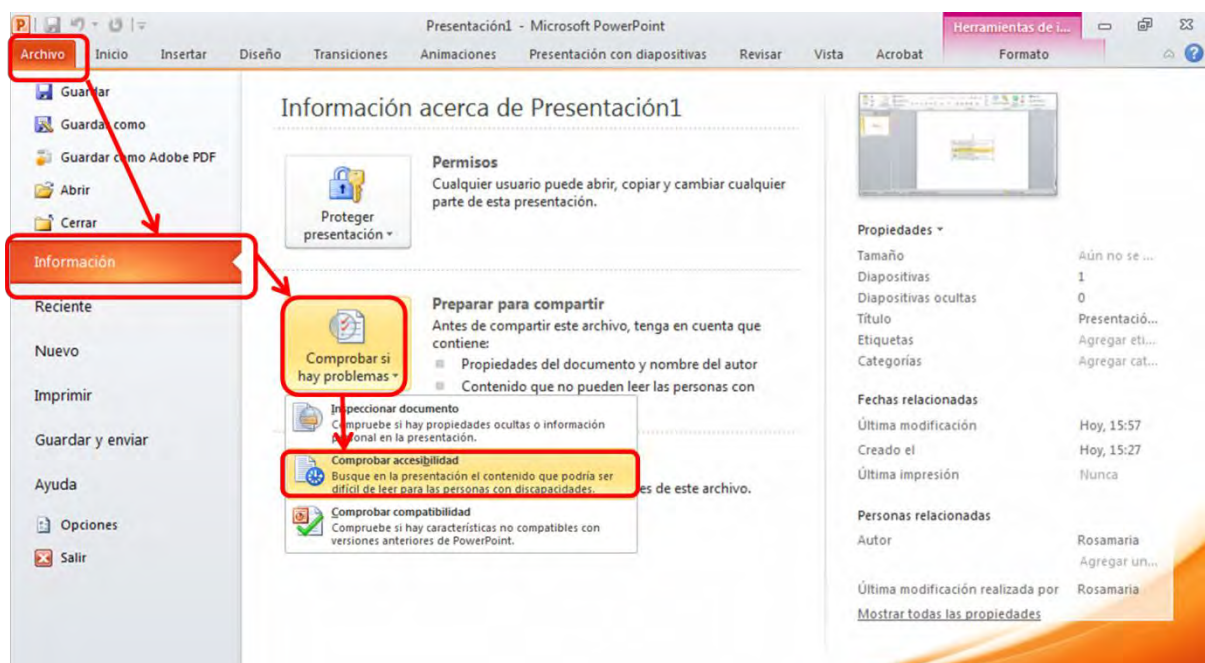 Presentación1 - Microsoft PowerPoint
Herramientas de i...
Archivo
Inicio
Insertar
Diseño
Transiciones
Animaciones
Presentación con diapositivas
Revisar
Vista
Acrobat
Formato
Guardar
Guardar como
Guardar como Adobe PDF
Abrir
Cerrar
Información
Reciente
Nuevo
Imprimir
Guardar y enviar
Ayuda
Opciones
Salir
Información acerca de Presentación1
Proteger
presentación
Permisos
Cualquier usuario puede abrir, copiar y cambiar cualquier
parte de esta presentación.
Comprobar si
hay problemas
Preparar para compartir
Antes de compartir este archivo, tenga en cuenta que
contiene:
Propiedades del documento y nombre del autor
Contenido que no pueden leer las personas con
Inspeccionar documento
Compruebe si hay propiedades ocultas o información
personal en la presentación.
Comprobar accesibilidad
Busque en la presentación el contenido que podría ser
difícil de leer para las personas con discapacidades.
es de este archivo.
Comprobar compatibilidad
Compruebe si hay características no compatibles con
versiones anteriores de PowerPoint.
Propiedades
Tamaño Aún no se ...
Diapositivas 1
Diapositivas ocultas 0
Título Presentació...
Etiquetas Agregar eti...
Categorías Agregar cat...
Fechas relacionadas
Última modificación Hoy, 15:57
Creado el Hoy, 15:27
Última impresión Nunca
Personas relacionadas
Autor Rosamaria
Agregar un...
Última modificación realizada por Rosamaria
Mostrar todas las propiedades